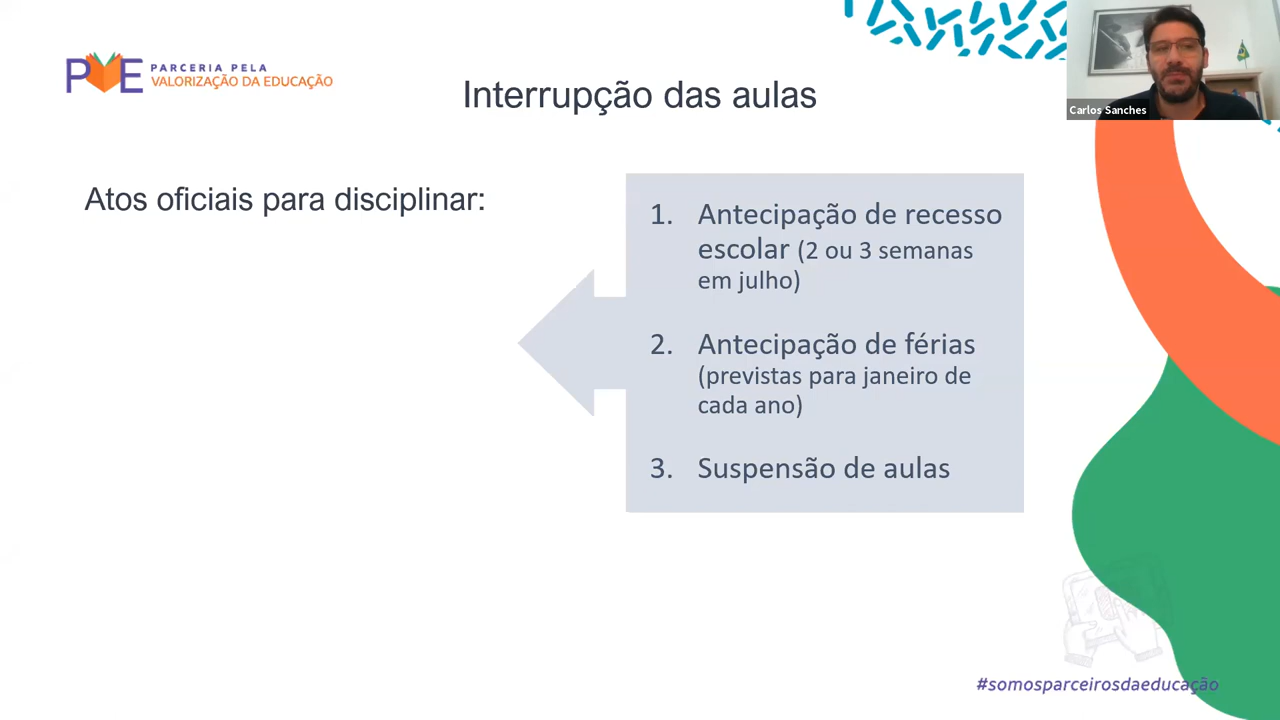 PVE PARCERIA PELA
VALORIZAÇÃO DA EDUCAÇÃO
Interrupção das aulas
Carlos Sanches
Atos oficiais para disciplinar:
1. Antecipação de recesso
escolar (2 ou 3 semanas
em julho)
2. Antecipação de férias
(previstas para janeiro de
cada ano)
3. Suspensão de aulas
#somosparceirosdaeducação